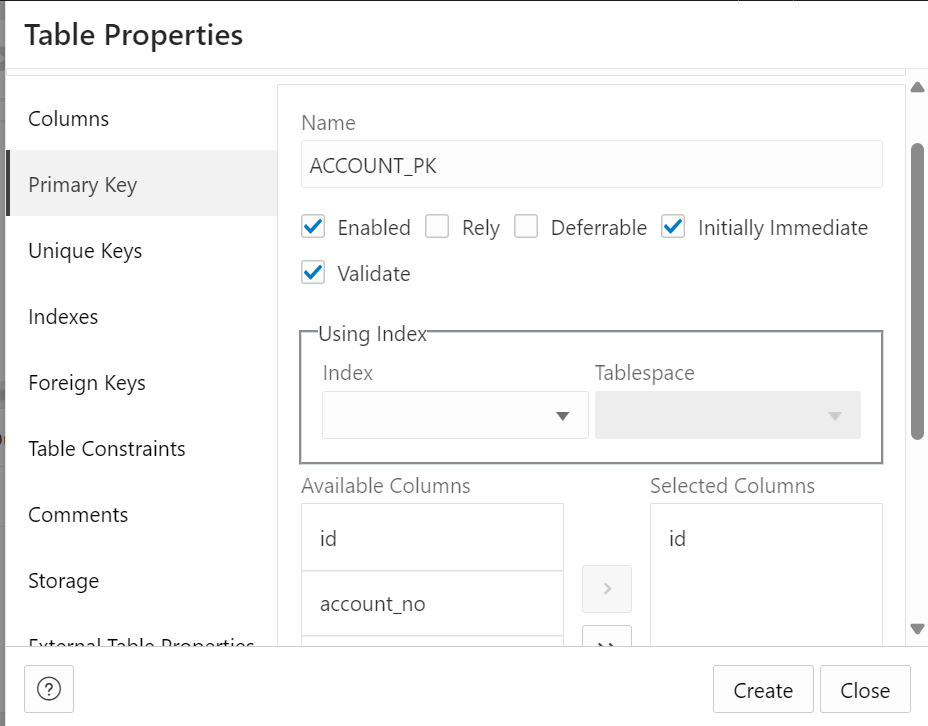 Table Properties
Columns
Primary Key
Unique Keys
Indexes
Foreign Keys
Table Constraints
Comments
Storage
External Table Properties
Name
ACCOUNT_PK
Enabled Rely Deferrable Initially Immediate
Validate
Using Index
Index Tablespace
Available Columns Selected Columns
id id
account_no
? Create Close